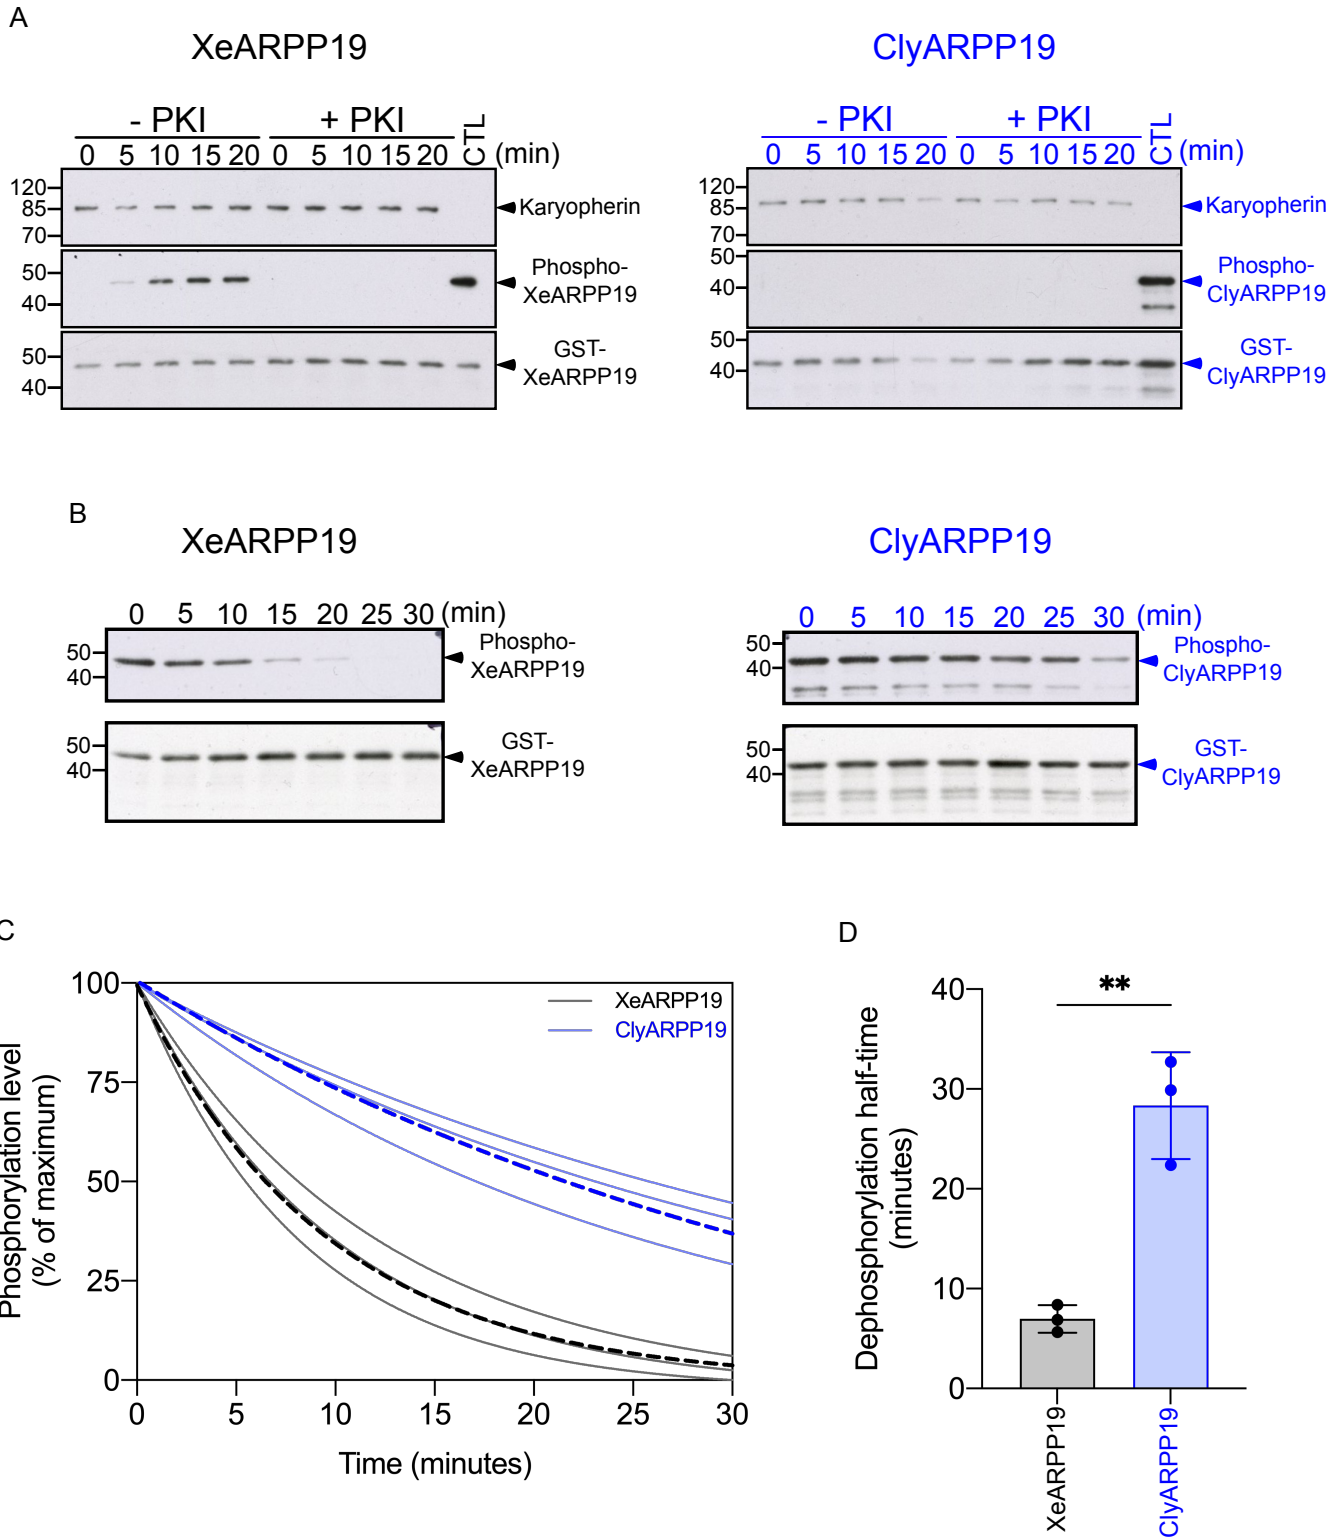 A
XeARPP19
ClyARPP19
- PKI + PKI CTL
0 5 10 15 20 0 5 10 15 20 (min)
120
85
70
Karyopherin
50
40
Phospho-
XeARPP19
50
40
GST-
XeARPP19
- PKI + PKI CTL
0 5 10 15 20 0 5 10 15 20 (min)
120
85
70
Karyopherin
50
40
Phospho-
ClyARPP19
50
40
GST-
ClyARPP19
B
XeARPP19
ClyARPP19
0 5 10 15 20 25 30 (min)
50
40
Phospho-
XeARPP19
50
40
GST-
XeARPP19
0 5 10 15 20 25 30 (min)
50
40
Phospho-
ClyARPP19
50
40
GST-
ClyARPP19
C
Phosphorylation level
(% of maximum)
100
75
50
25
0
XeARPP19
ClyARPP19
0 5 10 15 20 25 30
Time (minutes)
D
Dephosphorylation half-time
(minutes)
40
30
20
10
0
**
XeARPP19
ClyARPP19